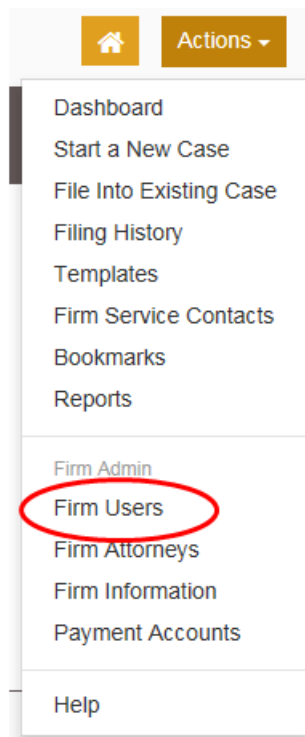 Actions
Dashboard
Start a New Case
File Into Existing Case
Filing History
Templates
Firm Service Contacts
Bookmarks
Reports
Firm Admin
Firm Users
Firm Attorneys
Firm Information
Payment Accounts
Help